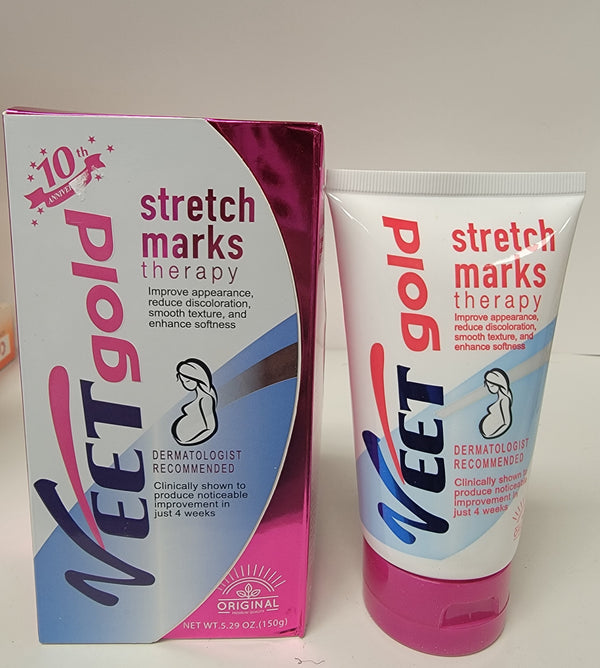 10th
ANNIVERSARY
VEET gold
stretch
marks
therapy
Improve appearance,
reduce discoloration,
smooth texture, and
enhance softness
DERMATOLOGIST
RECOMMENDED
Clinically shown to
produce noticeable
improvement in
just 4 weeks
ORIGINAL
PREMIUM QUALITY
NET WT.5.29 OZ.(150g)
VEET gold
stretch
marks
therapy
Improve appearance,
reduce discoloration,
smooth texture, and
enhance softness
DERMATOLOGIST
RECOMMENDED
Clinically shown to
produce noticeable
improvement in
just 4 weeks